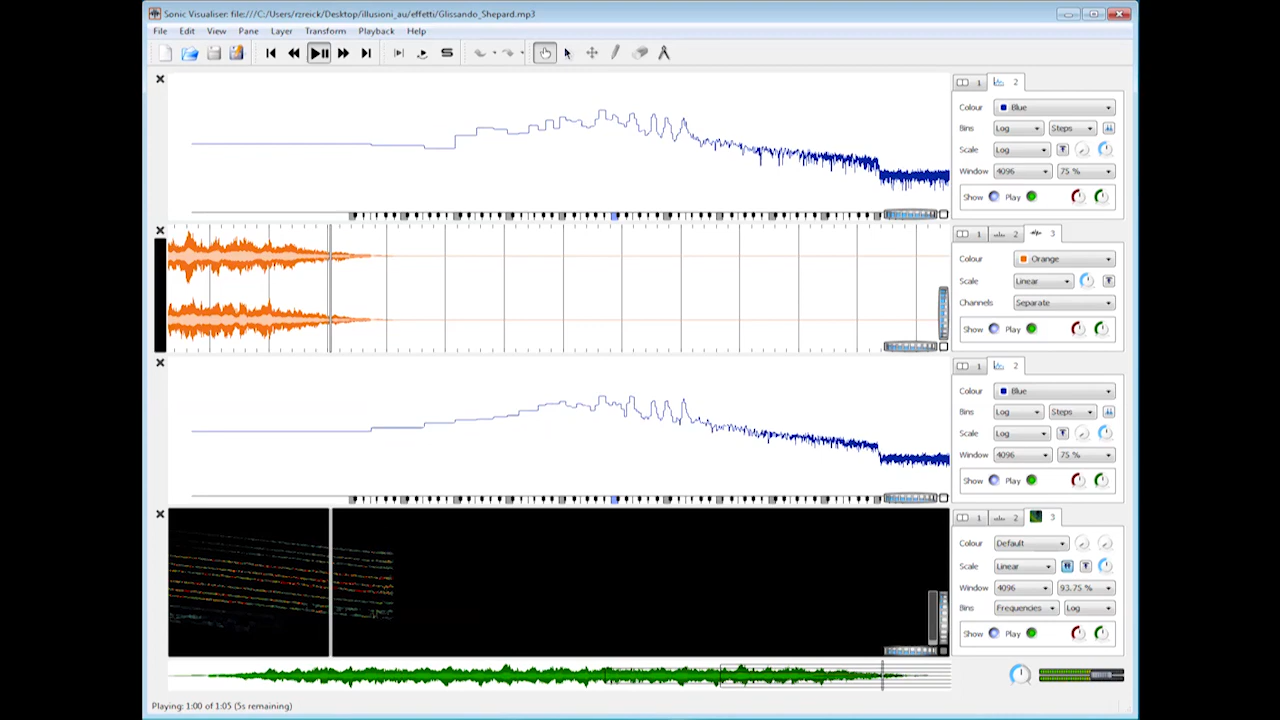 Sonic Visualiser: file:///C:/Users/rzreick/Desktop/illusioni_au/effetti/Glissando_Shepard.mp3
File Edit View Pane Layer Transform Playback Help
1 2
Colour Blue
Bins Log Steps
Scale Log
Window 4096 75 %
Show Play
1 2 3
Colour Orange
Scale Linear
Channels Separate
Show Play
1 2
Colour Blue
Bins Log Steps
Scale Log
Window 4096 75 %
Show Play
1 2 3
Colour Default
Scale Linear
Window 4096 93.75 %
Bins Frequencies Log
Show Play
Playing: 1:00 of 1:05 (5s remaining)